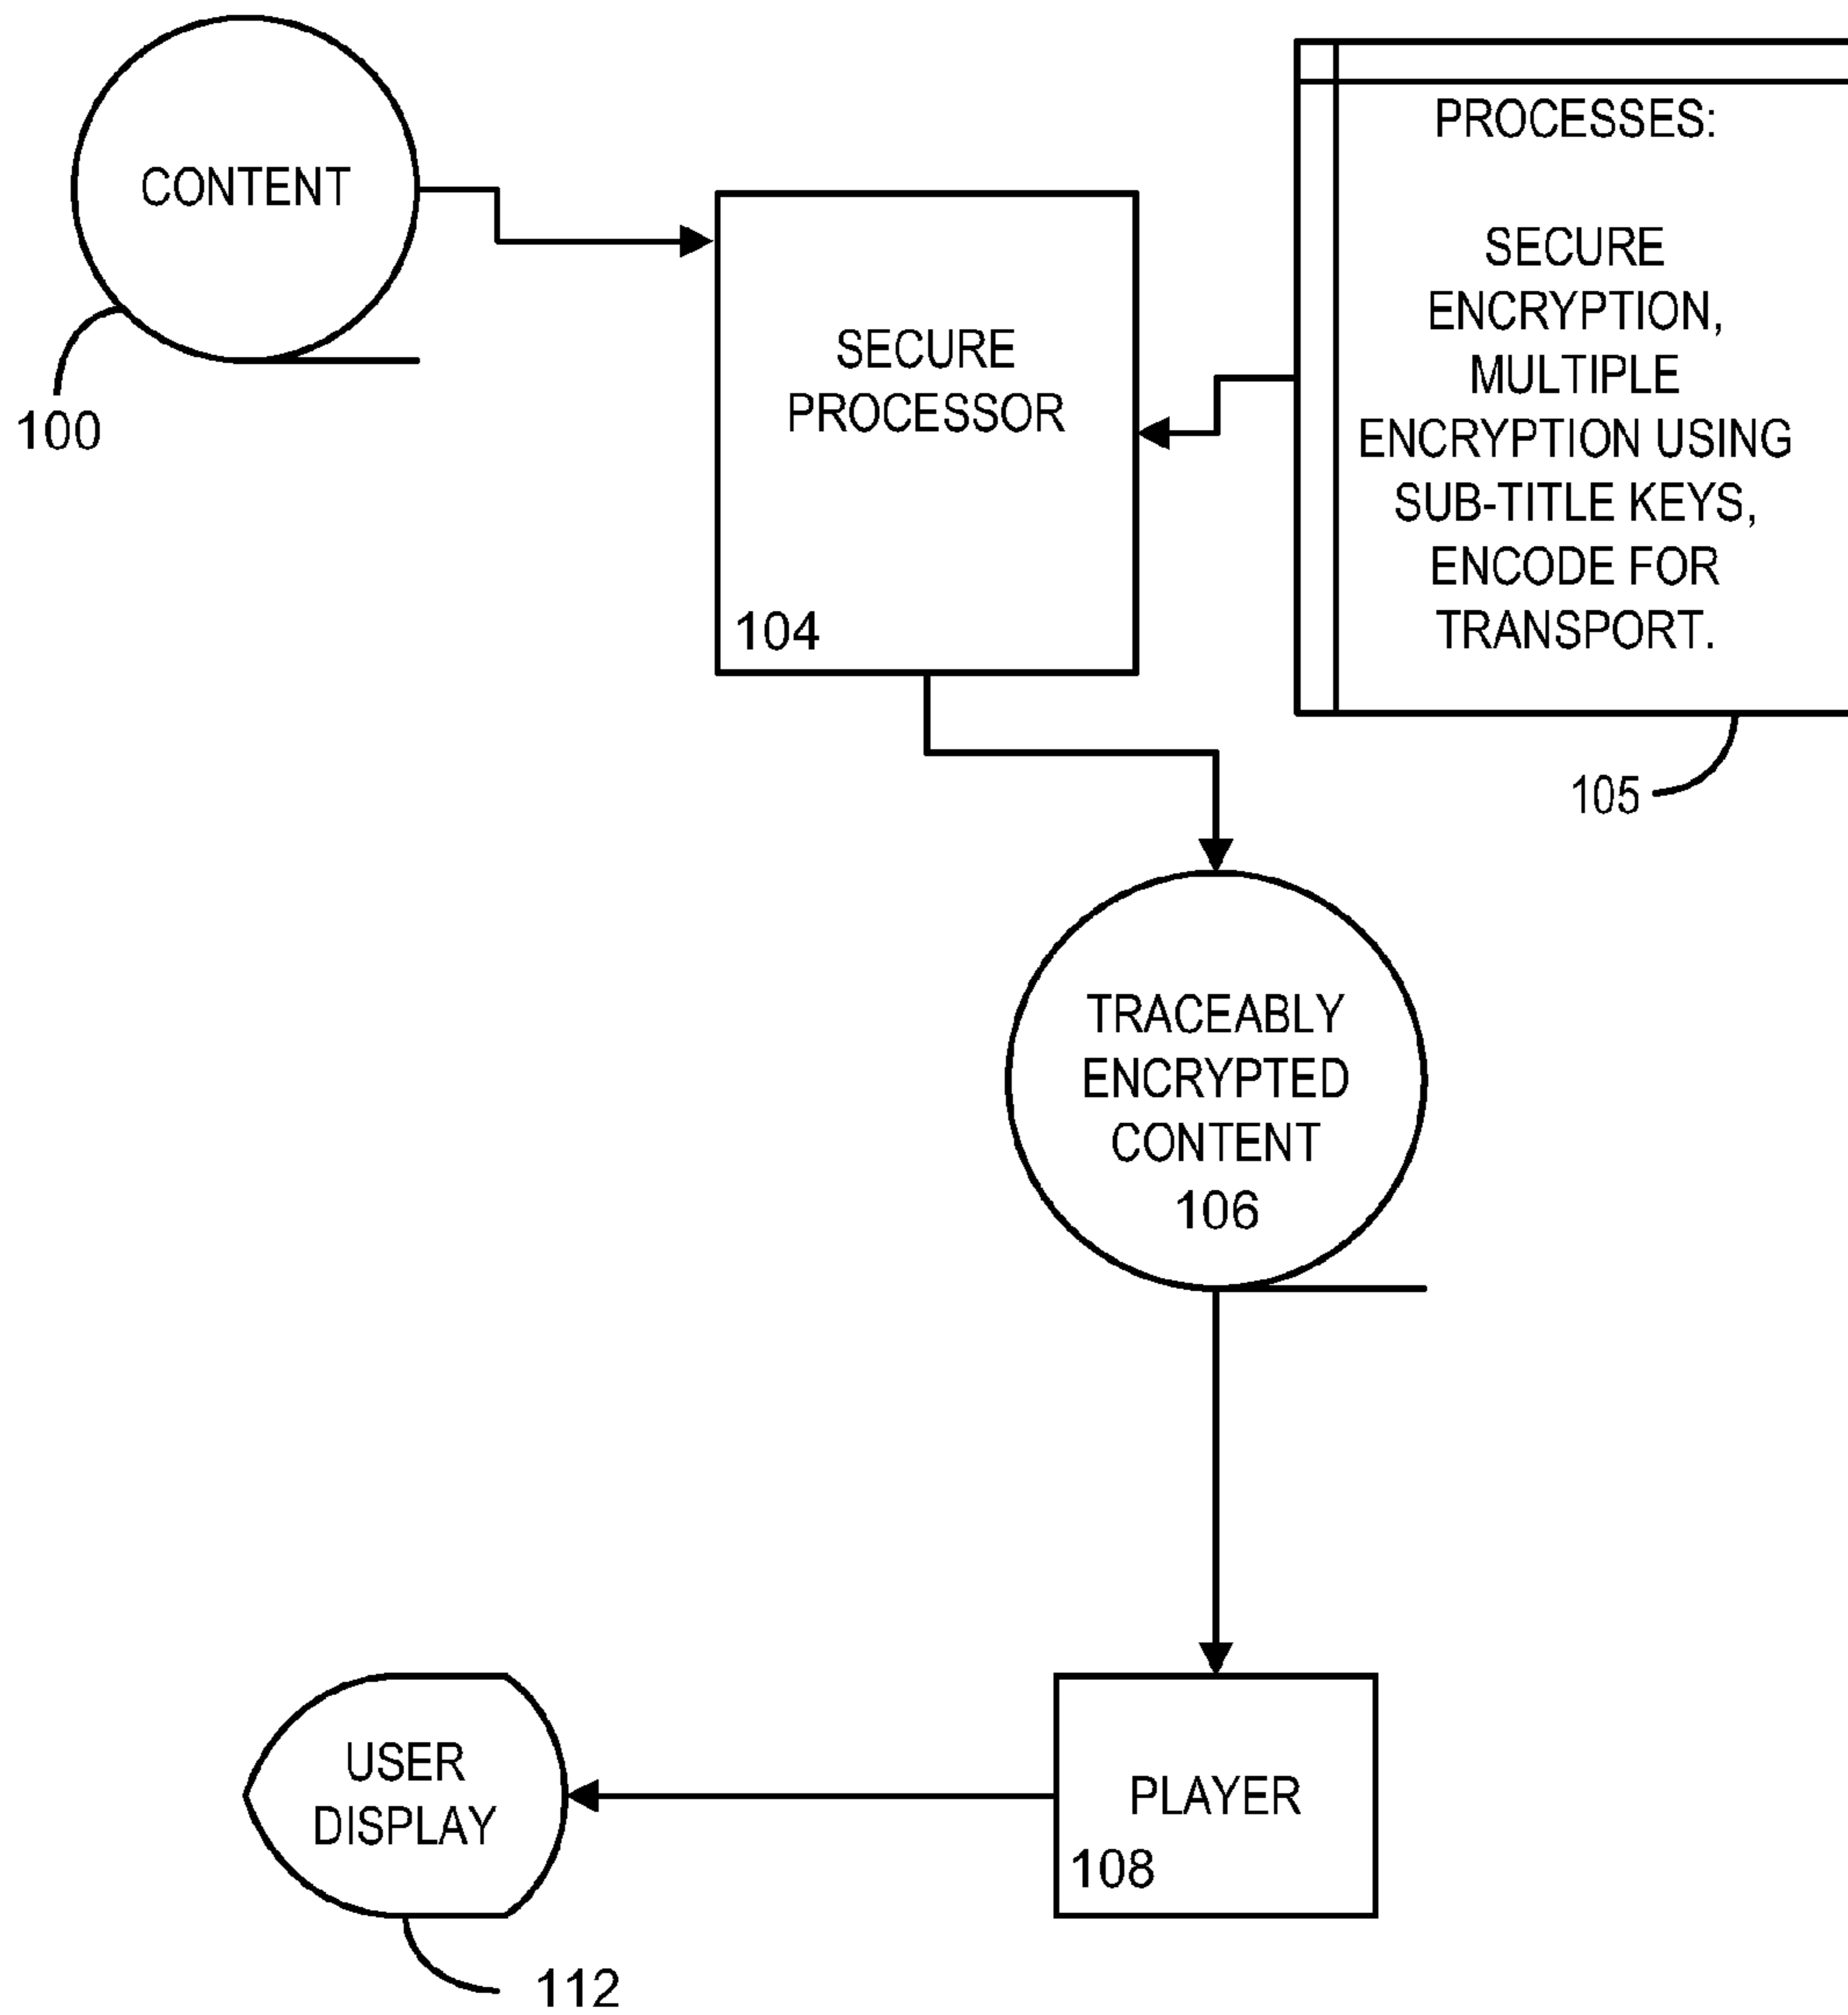 CONTENT
100
SECURE
PROCESSOR
104
PROCESSES:
SECURE
ENCRYPTION,
MULTIPLE
ENCRYPTION USING
SUB-TITLE KEYS,
ENCODE FOR
TRANSPORT.
105
TRACEABLY
ENCRYPTED
CONTENT
106
PLAYER
108
USER
DISPLAY
112